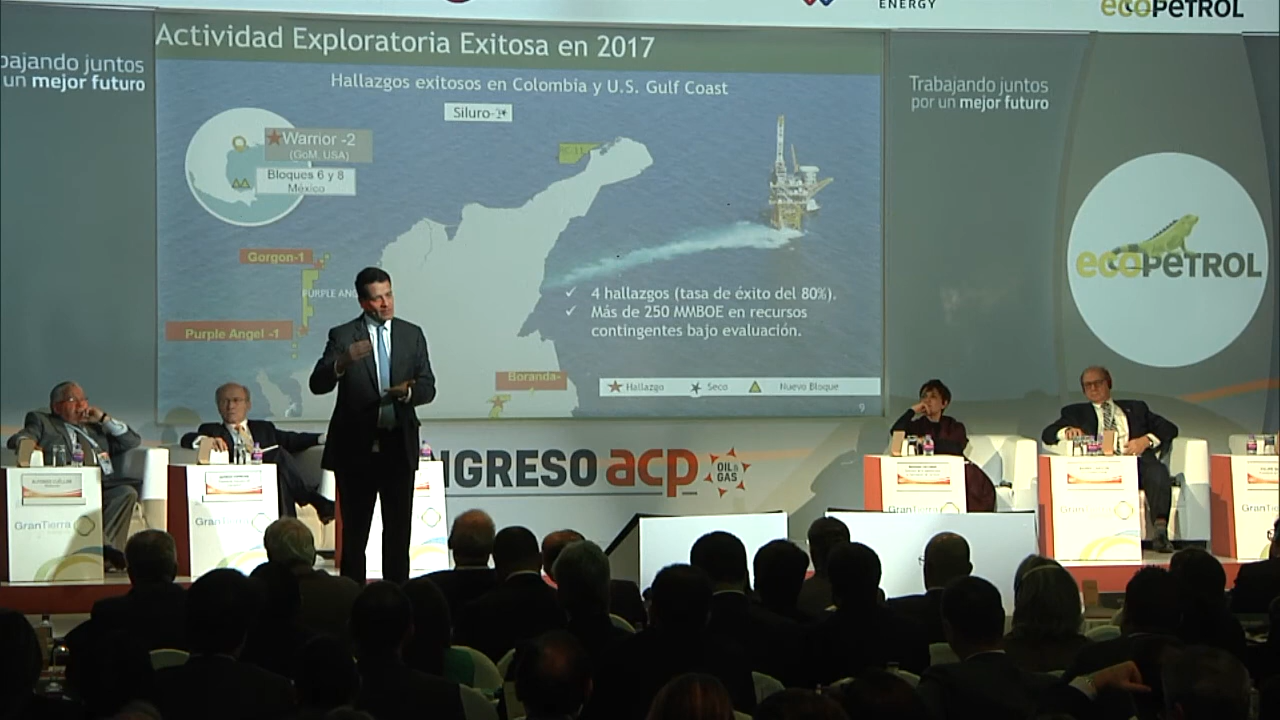 ENERGY
ecoPETROL
bajando juntos
un mejor futuro
Actividad Exploratoria Exitosa en 2017
Hallazgos exitosos en Colombia y U.S. Gulf Coast
Siluro-1
Warrior -2
(GoM, USA)
Bloques 6 y 8
México
Gorgon-1
PURPLE ANG
Purple Angel -1
Boranda-
✓ 4 hallazgos (tasa de éxito del 80%).
✓ Más de 250 MMBOE en recursos
contingentes bajo evaluación.
Hallazgo
Seco
Nuevo Bloque
9
Trabajando juntos
por un mejor futuro
ecoPETROL
NGRESO acp
OIL &
GAS
GranTierra
GranTierra